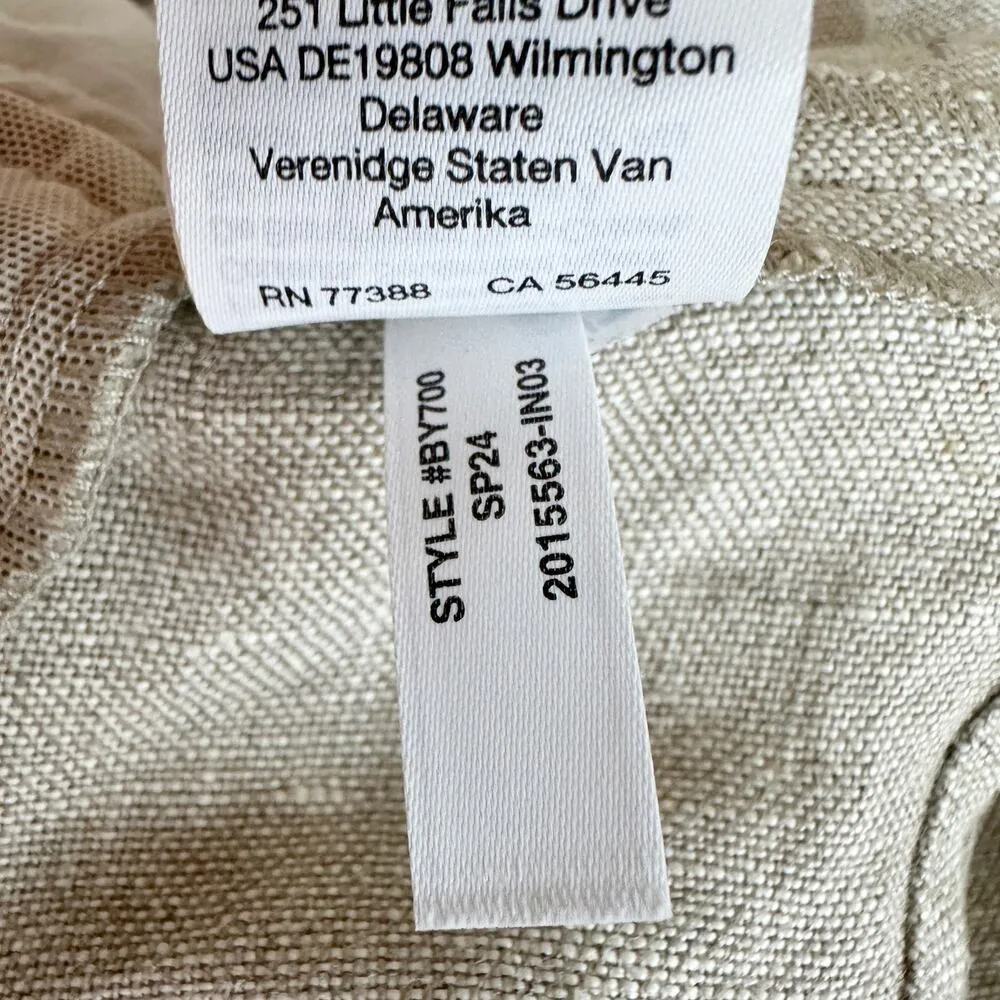 251 Little Falls Drive
USA DE19808 Wilmington
Delaware
Verenidge Staten Van
Amerika
RN 77388 CA 56445
STYLE #BY700
SP24
2015563-IN03